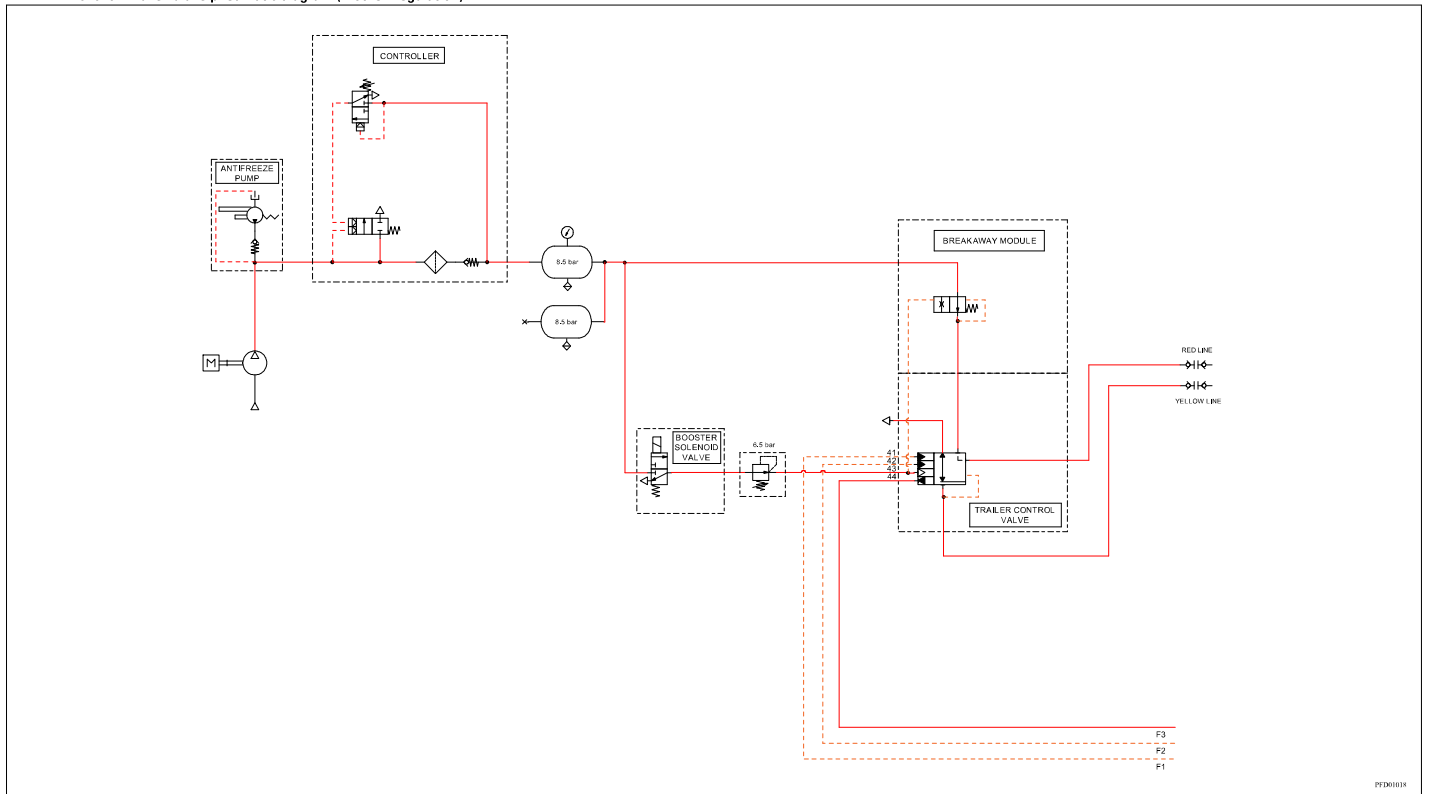 CONTROLLER
ANTIFREEZE
PUMP
8.5 bar
8.5 bar
M
BREAKAWAY MODULE
RED LINE
YELLOW LINE
BOOSTER
SOLENOID
VALVE
6.5 bar
41
42
43
44
TRAILER CONTROL
VALVE
F3
F2
F1
PFD01018